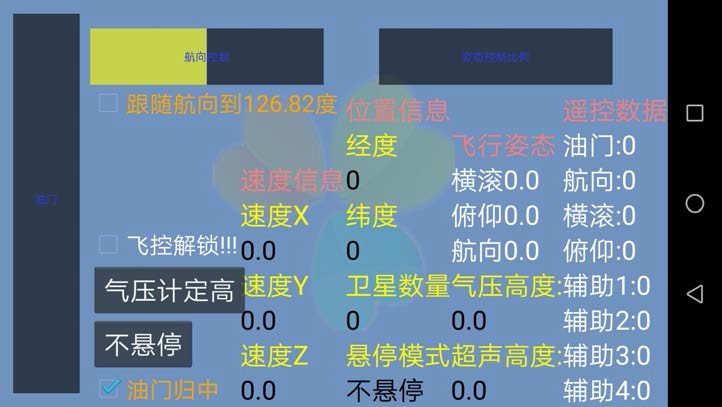 航向控制
姿态控制比例
跟随航向到126.82度
位置信息
遥控数据
经度
飞行姿态
油门:0
油门
速度信息
0
横滚0.0
航向:0
速度X
纬度
俯仰0.0
横滚:0
飞控解锁!!!
0.0
0
航向0.0
俯仰:0
气压计定高
速度Y
卫星数量
气压高度:
辅助1:0
0.0
0
0.0
辅助2:0
不悬停
速度Z
悬停模式
超声高度:
辅助3:0
油门归中
0.0
不悬停
0.0
辅助4:0